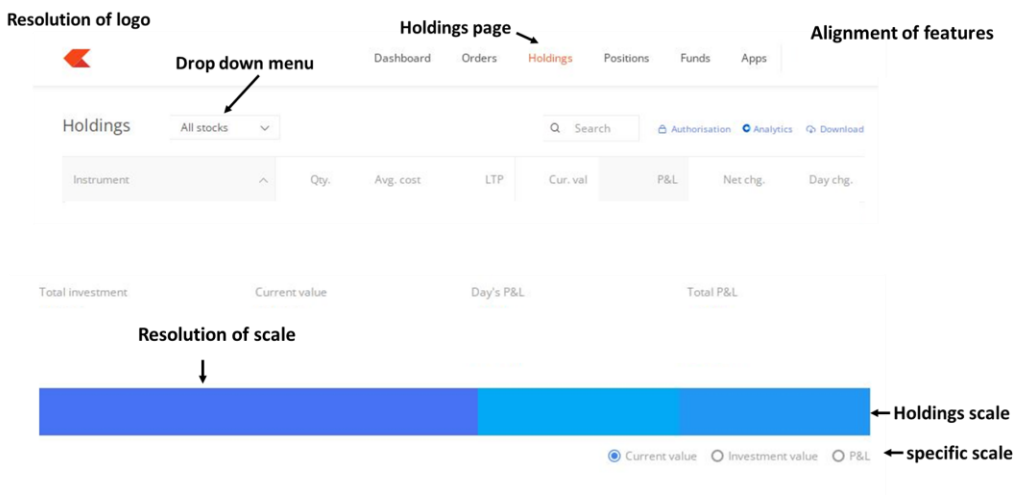 Resolution of logo
Holdings page
Alignment of features
Drop down menu
Dashboard Orders Holdings Positions Funds Apps
Holdings All stocks Search Authorisation Analytics Download
Instrument Qty. Avg. cost LTP Cur. val P&L Net chg. Day chg.
Total investment Current value Day's P&L Total P&L
Resolution of scale
Holdings scale
Current value Investment value P&L specific scale